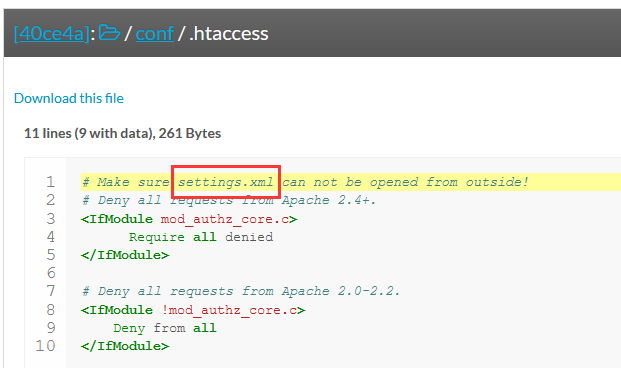 [40ce4a]: / conf / .htaccess
Download this file
11 lines (9 with data), 261 Bytes
1 # Make sure settings.xml can not be opened from outside!
2 # Deny all requests from Apache 2.4+.
3 <IfModule mod_authz_core.c>
4 Require all denied
5 </IfModule>
6
7 # Deny all requests from Apache 2.0-2.2.
8 <IfModule !mod_authz_core.c>
9 Deny from all
10 </IfModule>